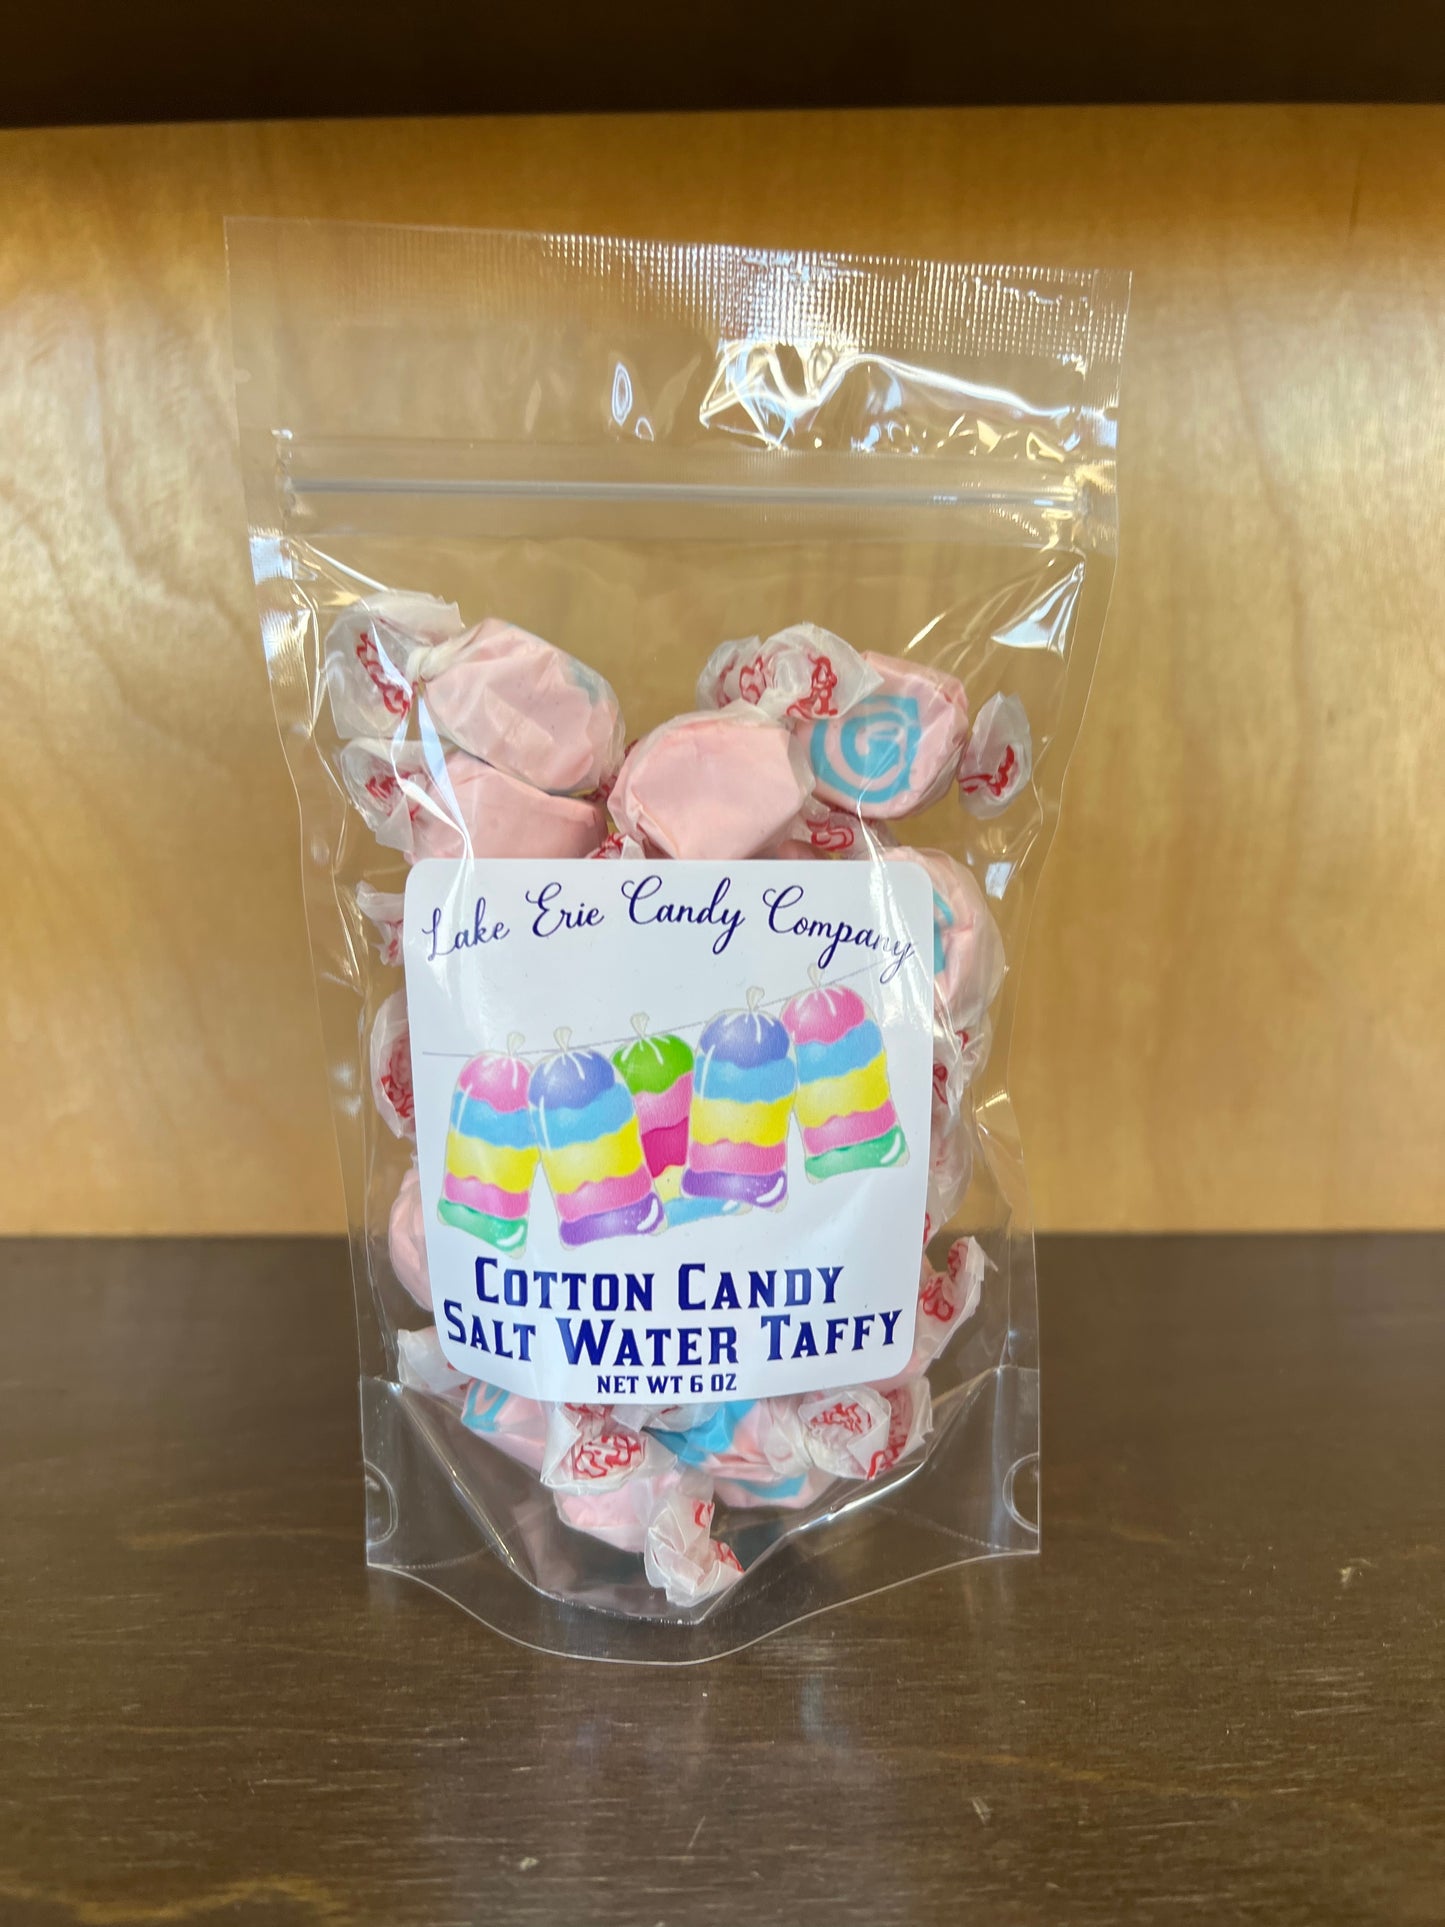 Lake Erie Candy Company
Cotton Candy
Salt Water Taffy
NET WT 6 OZ